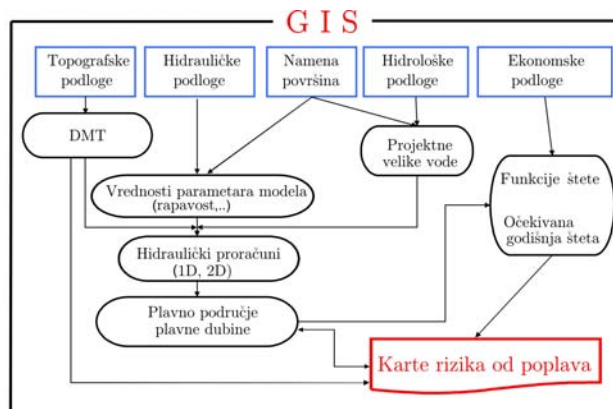 G I S
Topografske
podloge
Hidrauličke
podloge
Namena
površina
Hidrološke
podloge
Ekonomske
podloge
DMT
Projektne
velike vode
Vrednosti parametara modela
(rapavost,..)
Funkcije štete
Očekivana
godišnja šteta
Hidraulički proračuni
(1D, 2D)
Plavno područje
plavne dubine
Karte rizika od poplava